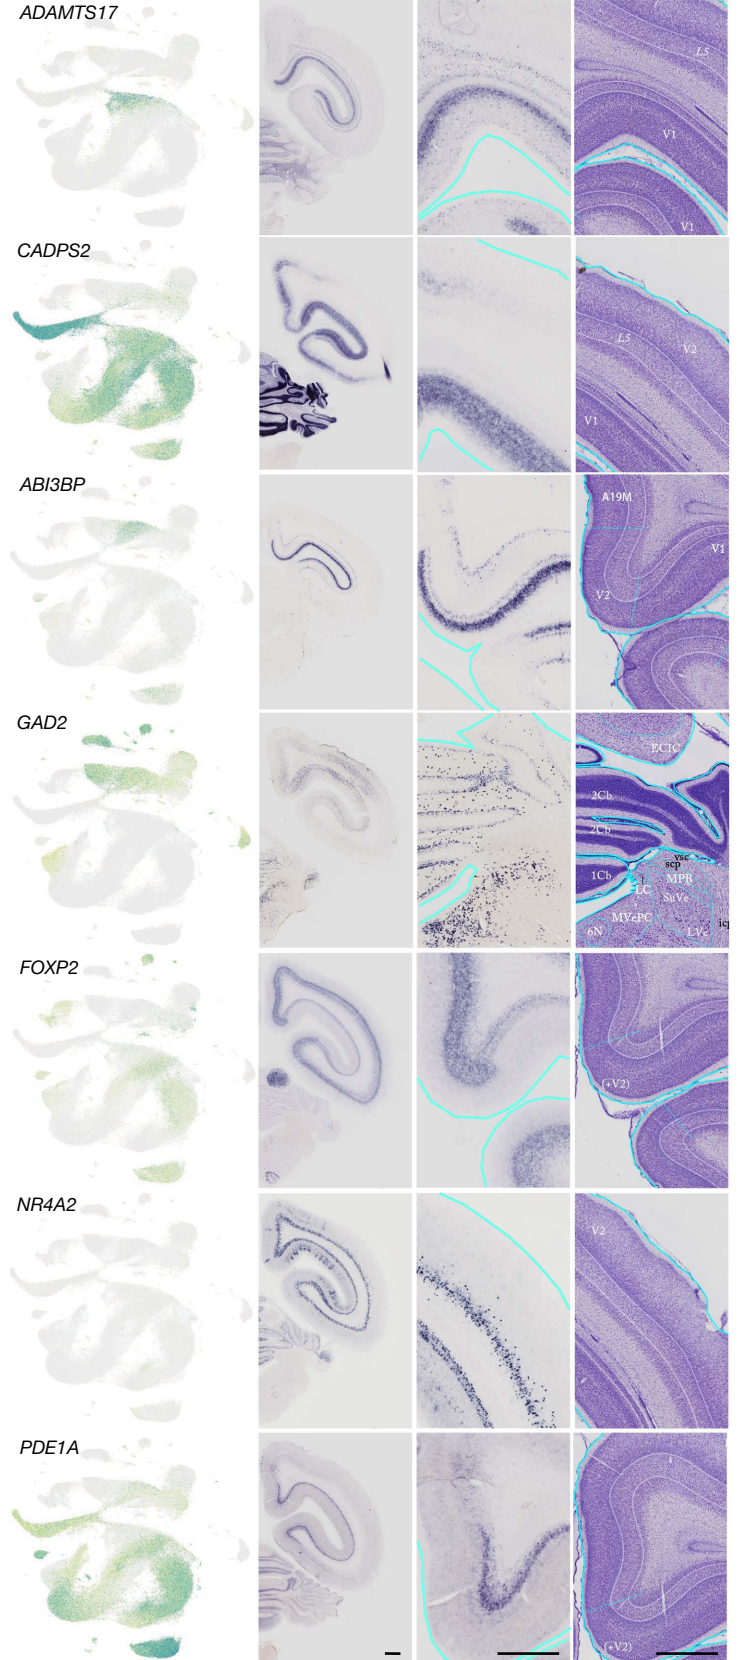 ADAMTS17
L5
V1
V1
CADPS2
V2
L5
V1
ABI3BP
A19M
V1
V2
GAD2
ECIC
2Cb
2Cb
vsc
scp
1Cb
MPB
LC
SuVe
MVePC
icp
6N
LVe
FOXP2
(+V2)
NR4A2
V2
PDE1A
(+V2)